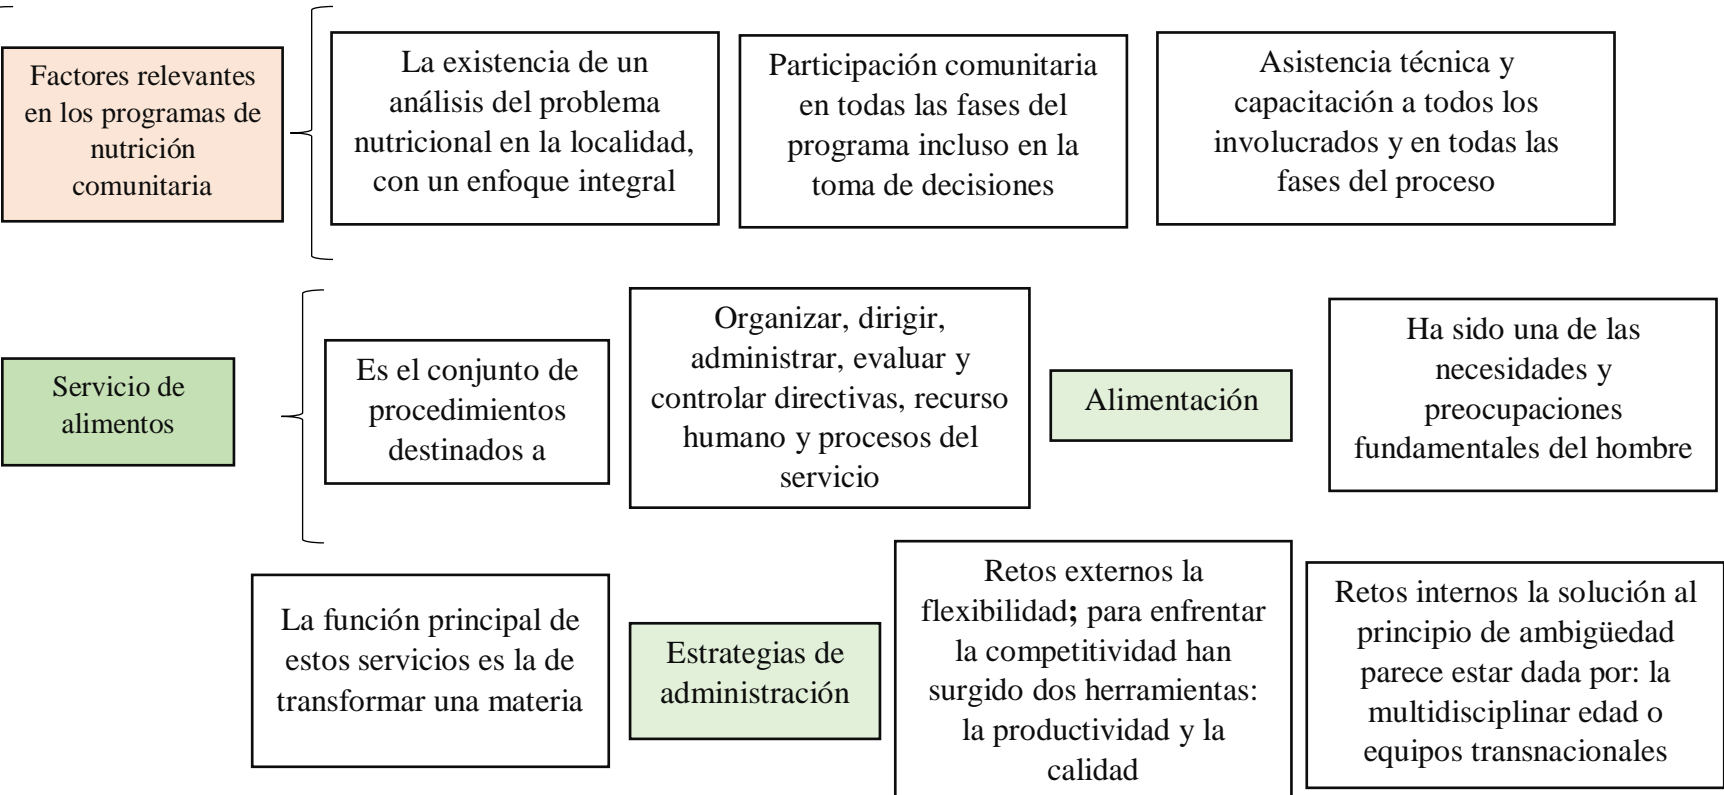 Factores relevantes
en los programas de
nutrición
comunitaria
La existencia de un
análisis del problema
nutricional en la localidad,
con un enfoque integral
Participación comunitaria
en todas las fases del
programa incluso en la
toma de decisiones
Asistencia técnica y
capacitación a todos los
involucrados y en todas las
fases del proceso
Servicio de
alimentos
Es el conjunto de
procedimientos
destinados a
Organizar, dirigir,
administrar, evaluar y
controlar directivas, recurso
humano y procesos del
servicio
Alimentación
Ha sido una de las
necesidades y
preocupaciones
fundamentales del hombre
La función principal de
estos servicios es la de
transformar una materia
Estrategias de
administración
Retos externos la
flexibilidad; para enfrentar
la competitividad han
surgido dos herramientas:
la productividad y la
calidad
Retos internos la solución al
principio de ambigüedad
parece estar dada por: la
multidisciplinar edad o
equipos transnacionales